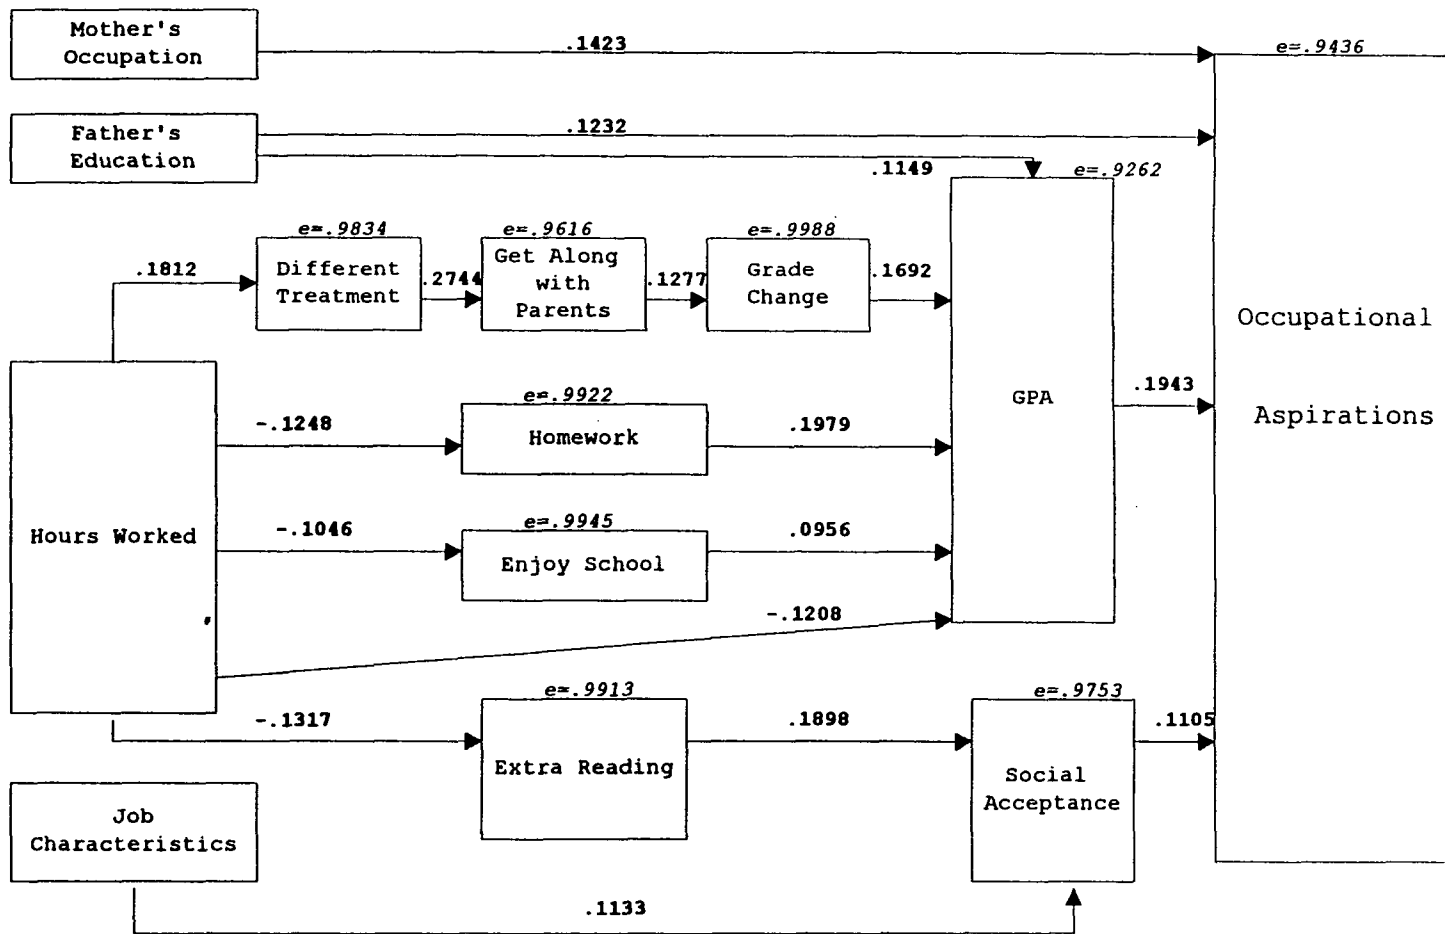 Mother's
Occupation
.1423
e=.9436
Father's
Education
.1232
.1149
e=.9262
e=.9834
e=.9616
e=.9988
.1812
Different
Treatment
.2744
Get Along
with
Parents
.1277
Grade
Change
.1692
Occupational
Aspirations
GPA
.1943
e=.9922
-.1248
Homework
.1979
Hours Worked
e=.9945
-.1046
Enjoy School
.0956
-.1208
e=.9913
e=.9753
-.1317
Extra Reading
.1898
Social
Acceptance
.1105
Job
Characteristics
.1133